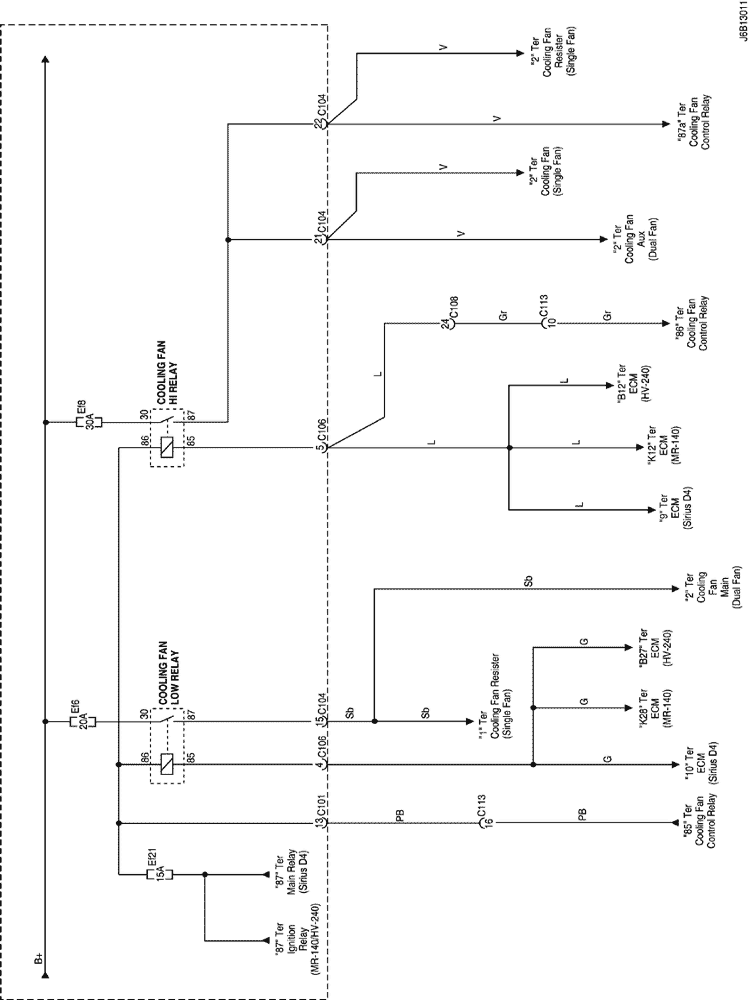 J6B13011
"2" Ter
Cooling Fan
Resister
(Single Fan)
V
22 C104
V
"87a" Ter
Cooling Fan
Control Relay
V
"2" Ter
Cooling Fan
(Single Fan)
21 C104
V
"2" Ter
Cooling Fan
Aux
(Dual Fan)
24 C108
Gr
C113
10
Gr
"86" Ter
Cooling Fan
Control Relay
L
COOLING FAN
HI RELAY
Ef8
30A
30
87
86
85
5 C106
L
L
"B12" Ter
ECM
(HV-240)
L
"K12" Ter
ECM
(MR-140)
L
"9" Ter
ECM
(Sirius D4)
Sb
"2" Ter
Cooling
Fan
Main
(Dual Fan)
COOLING FAN
LOW RELAY
Ef6
20A
30
87
86
85
15 C104
Sb
Sb
"1" Ter
Cooling Fan Resister
(Single Fan)
G
"B27" Ter
ECM
(HV-240)
G
"K28" Ter
ECM
(MR-140)
4 C106
G
"10" Ter
ECM
(Sirius D4)
13 C101
PB
C113
16
PB
"85" Ter
Cooling Fan
Control Relay
Ef21
15A
"87" Ter
Main Relay
(Sirius D4)
"87" Ter
Ignition
Relay
(MR-140/HV-240)
B+